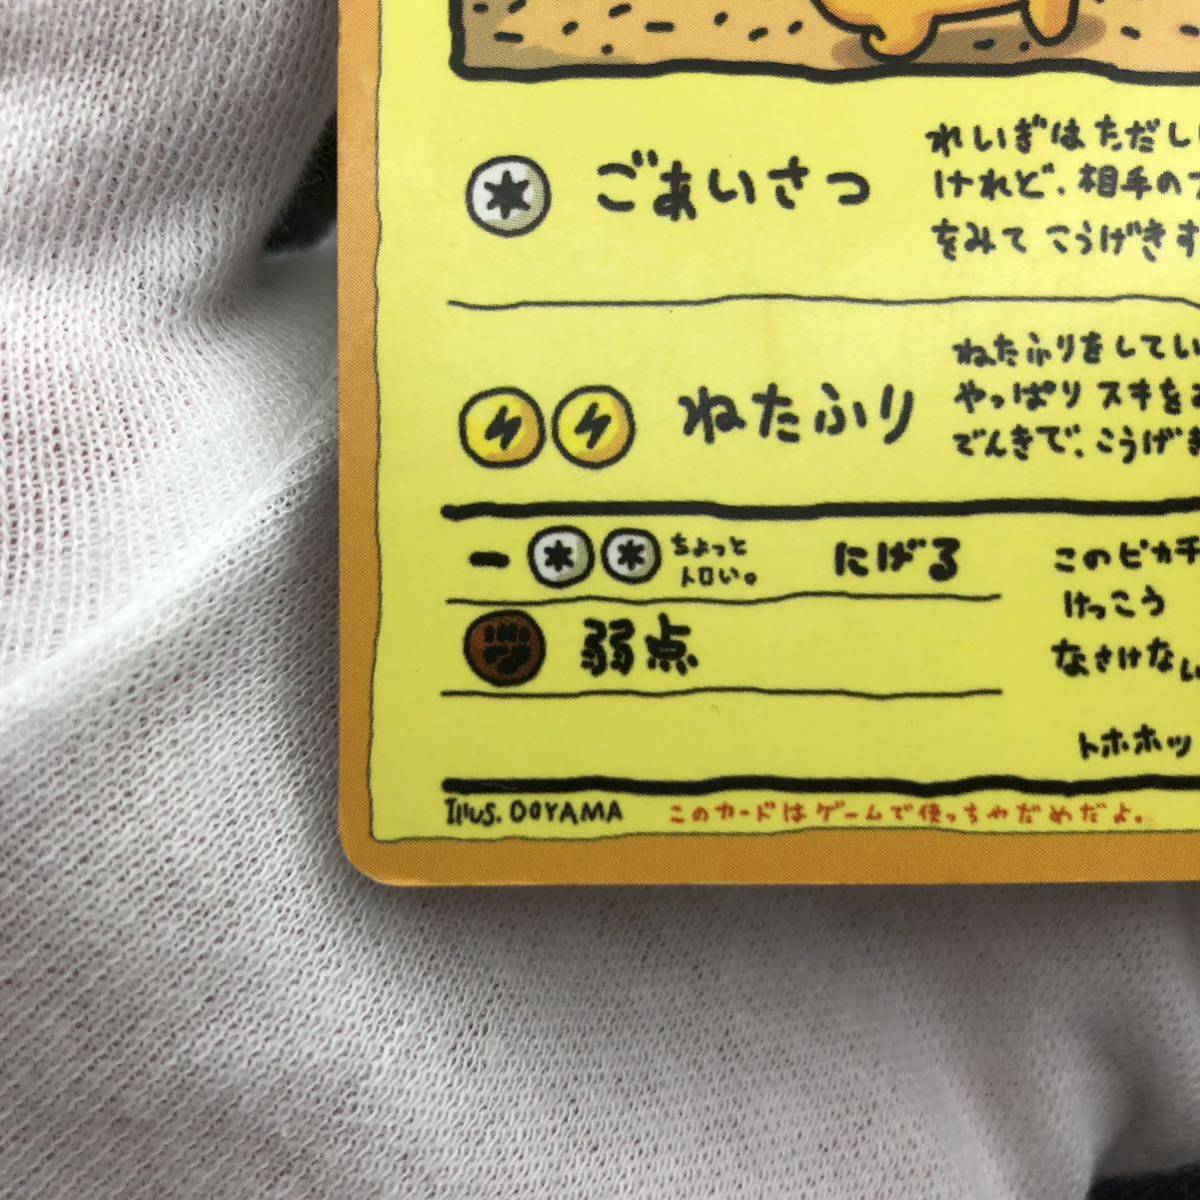 ごあいさつ
れいぎはただし
けれど、相手の
をみて こうげきす
ねたふり
ねたふりをしてい
やっぱり スキを
でんきで、こうげき
ー ちょっと
トロい。
にげる
弱点
このピカチ
けっこう
なさけない
トホホッ
Illus. OOYAMA このカードはゲームで使っちゃだめだよ。